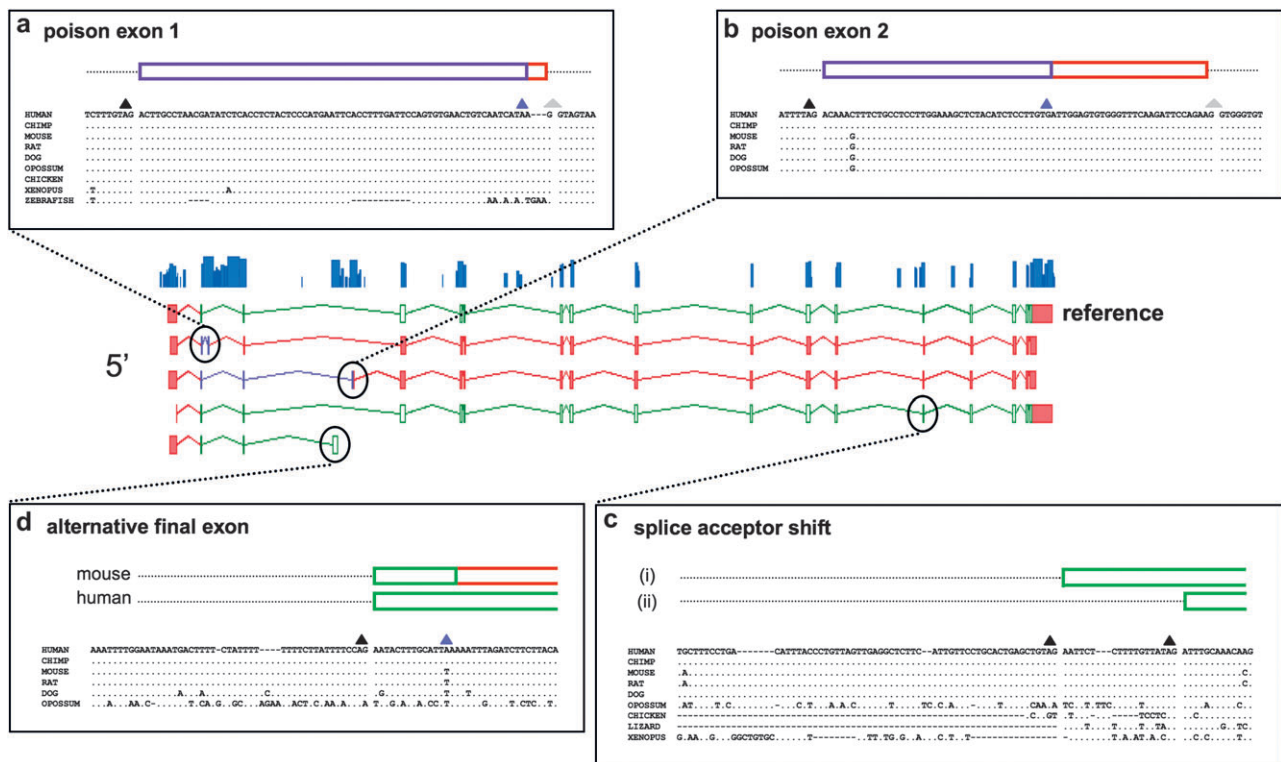 a poison exon 1
HUMAN TCTTTGTAG ACTTGCCTAACGATATCTCACCTCTACTCCCATGAATTCACCTTTGATTCCAGTGTGAACTGTCAATCATAA---G GTAGTAA
CHIMP
MOUSE
RAT
DOG
OPOSSUM
CHICKEN
XENOPUS T A
ZEBRAFISH
b poison exon 2
HUMAN ATTTTAG ACAAACTTTCTGCCTCCTTGGAAAGCTCTACATCTCCTTGTGATTGGAGTGTGGGTTTCAAGATTCCAGAAG GTGGGTGT
CHIMP
MOUSE G
RAT G
DOG G
OPOSSUM G
reference
5'
d alternative final exon
mouse
human
HUMAN AAATTTTGGAATAAATGACTTTT-CTATTTT----TTTTCTTATTTTCCAG AATACTTTGCATTAAAAATTTAGATCTTCTTACA
CHIMP
MOUSE T
RAT T
DOG
OPOSSUM
c splice acceptor shift
(i)
(ii)
HUMAN TGCTTTCCTGA-------CATTTACCCTGTTAGTTGAGGCTCTTC--ATTGTTCCTGCACTGAGCTGTAG AATTCT---CTTTTGTTATAG ATTTGCAAACAAG
CHIMP
MOUSE A C
RAT A C
DOG
OPOSSUM
CHICKEN
LIZARD
XENOPUS